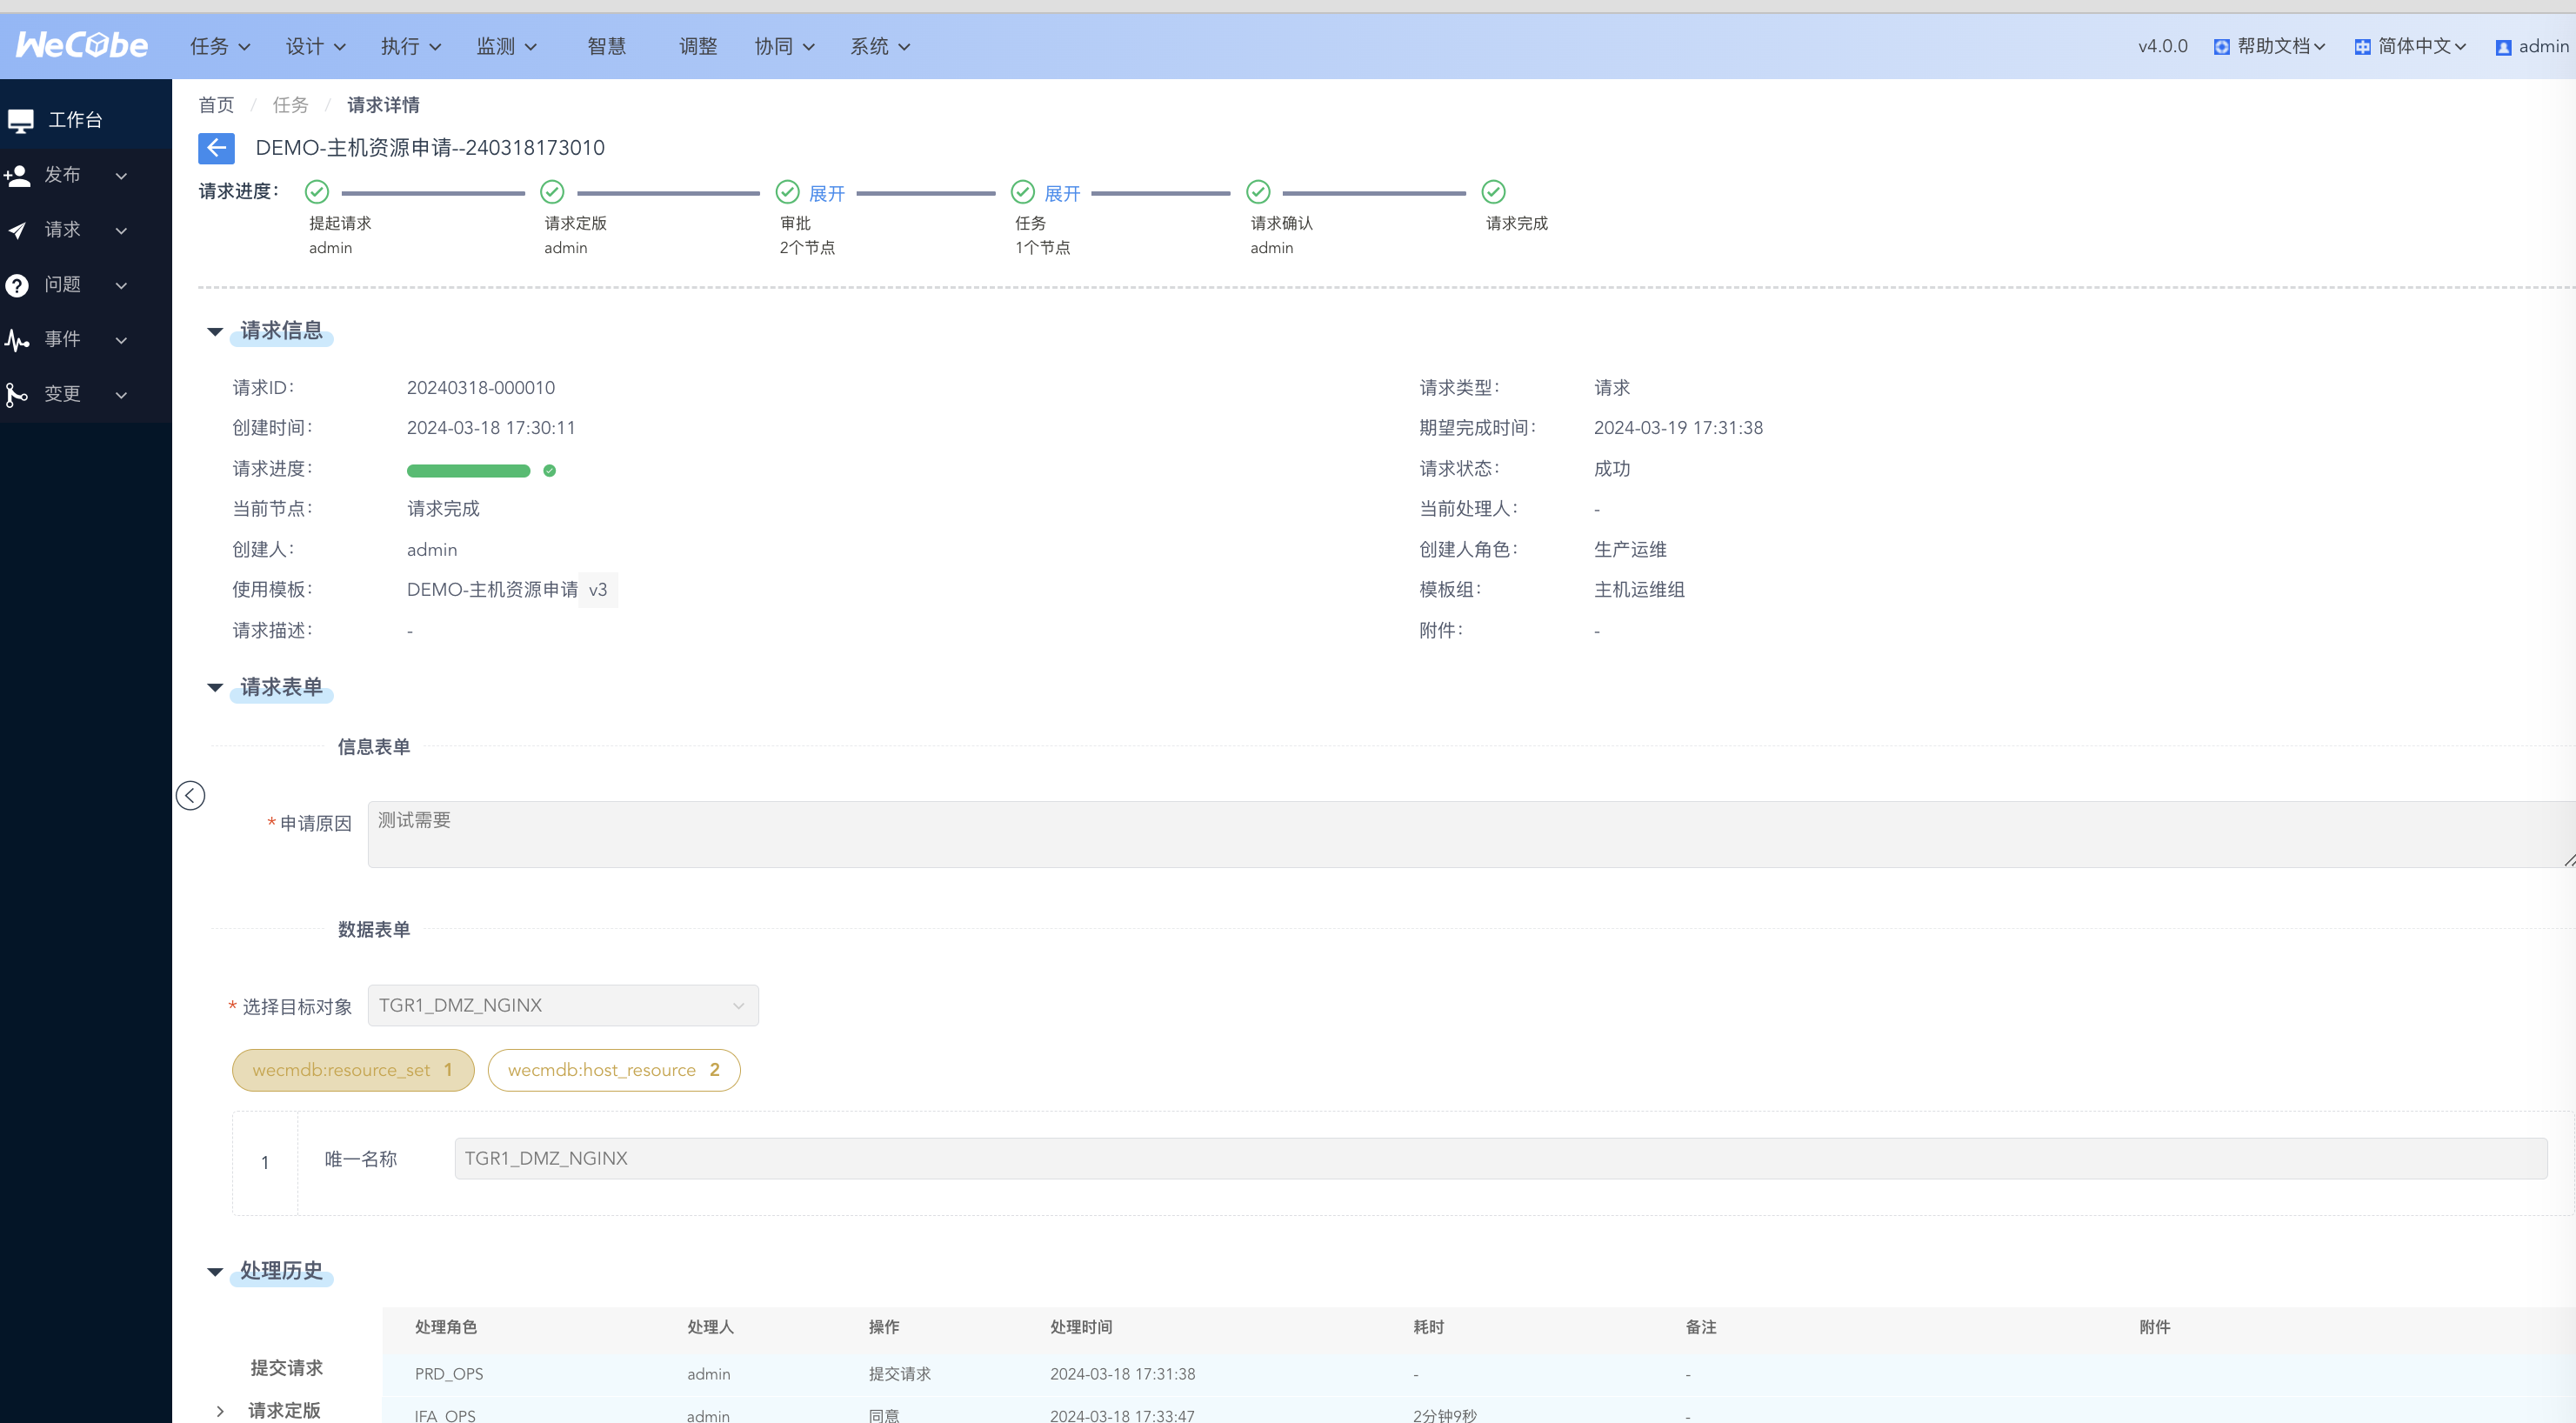 WeCube 任务 设计 执行 监测 智慧 调整 协同 系统 v4.0.0 帮助文档 简体中文 admin
工作台
发布
请求
问题
事件
变更
首页 / 任务 / 请求详情
DEMO-主机资源申请--240318173010
请求进度： 展开 展开
提起请求 请求定版 审批 任务 请求确认 请求完成
admin admin 2个节点 1个节点 admin
请求信息
请求ID： 20240318-000010 请求类型： 请求
创建时间： 2024-03-18 17:30:11 期望完成时间： 2024-03-19 17:31:38
请求进度： 请求状态： 成功
当前节点： 请求完成 当前处理人： -
创建人： admin 创建人角色： 生产运维
使用模板： DEMO-主机资源申请 v3 模板组： 主机运维组
请求描述： - 附件： -
请求表单
信息表单
*申请原因 测试需要
数据表单
* 选择目标对象 TGR1_DMZ_NGINX
wecmdb:resource_set 1 wecmdb:host_resource 2
1 唯一名称 TGR1_DMZ_NGINX
处理历史
处理角色 处理人 操作 处理时间 耗时 备注 附件
提交请求 PRD_OPS admin 提交请求 2024-03-18 17:31:38 - -
请求定版 IFA_OPS admin 同意 2024-03-18 17:33:47 2分钟9秒 -